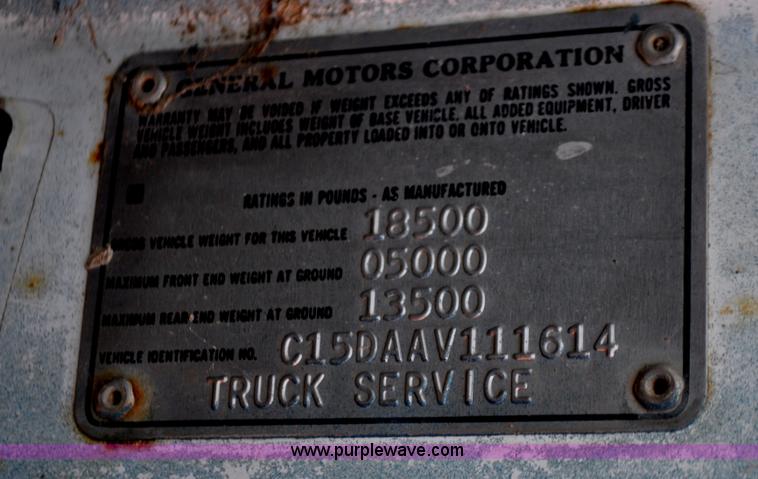 GENERAL MOTORS CORPORATION
WARRANTY MAY BE VOIDED IF WEIGHT EXCEEDS ANY OF RATINGS SHOWN. GROSS
VEHICLE WEIGHT INCLUDES WEIGHT OF BASE VEHICLE, ALL ADDED EQUIPMENT, DRIVER
AND PASSENGERS, AND ALL PROPERTY LOADED INTO OR ONTO VEHICLE.
RATINGS IN POUNDS - AS MANUFACTURED
GROSS VEHICLE WEIGHT FOR THIS VEHICLE 18500
MAXIMUM FRONT END WEIGHT AT GROUND 05000
MAXIMUM REAR END WEIGHT AT GROUND 13500
VEHICLE IDENTIFICATION NO. C15DAAV111614
TRUCK SERVICE
www.purplewave.com